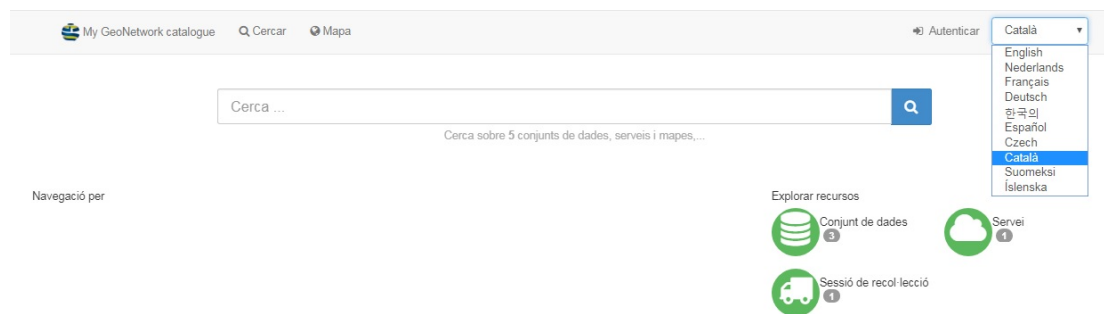 My GeoNetwork catalogue Cercar Mapa Autenticar Català
English
Nederlands
Français
Deutsch
한국의
Español
Czech
Català
Suomeksi
Íslenska
Cerca ...
Cerca sobre 5 conjunts de dades, serveis i mapes,...
Navegació per
Explorar recursos
Conjunt de dades
3
Servei
1
Sessió de recol·lecció
1